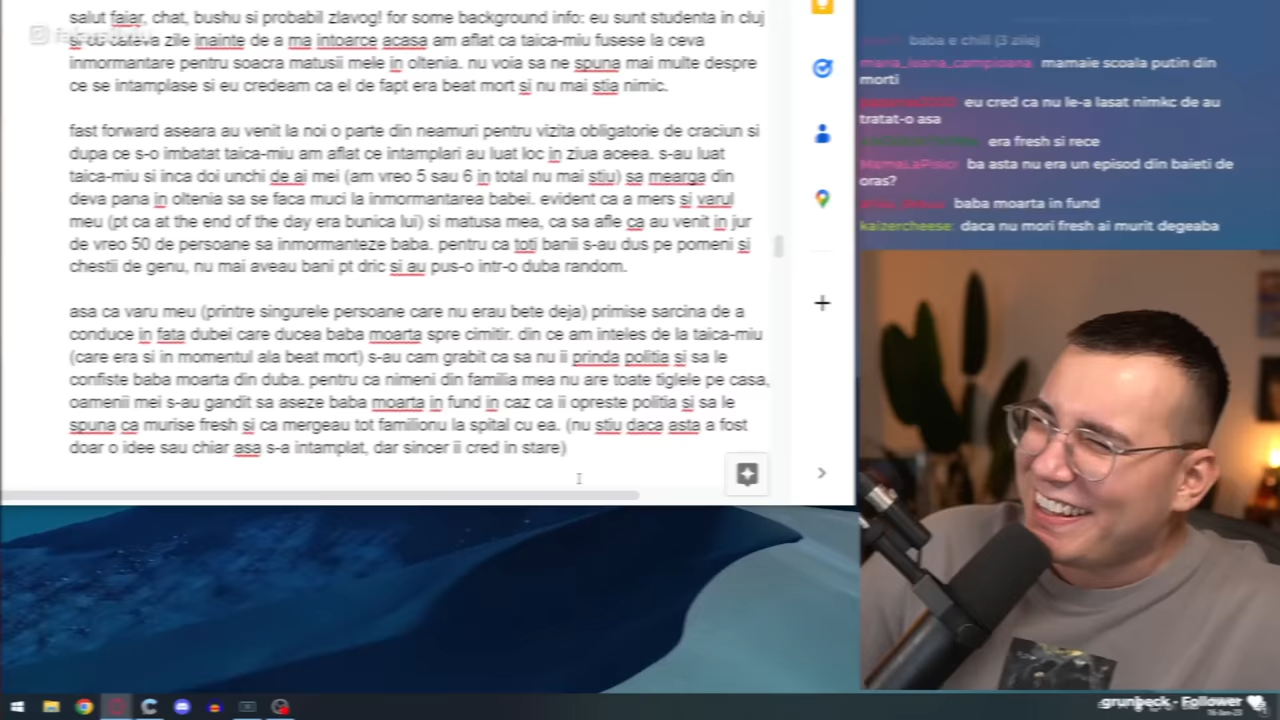 salut faiar, chat, bushu si probabil zlavog! for some background info: eu sunt studenta in cluj
si cu cateva zile inainte de a ma intoarce acasa am aflat ca taica-miu fusese la ceva
inmormantare pentru soacra matusii mele in oltenia. nu voia sa ne spuna mai multe despre
ce se intamplase si eu credeam ca el de fapt era beat mort si nu mai stia nimic.
fast forward aseara au venit la noi o parte din neamuri pentru vizita obligatorie de craciun si
dupa ce s-o imbatat taica-miu am aflat ce intamplari au luat loc in ziua aceea. s-au luat
taica-miu si inca doi unchi de ai mei (am vreo 5 sau 6 in total nu mai stiu) sa mearga din
deva pana in oltenia sa se faca muci la inmormantarea babei. evident ca a mers si varul
meu (pt ca at the end of the day era bunica lui) si matusa mea, ca sa afle ca au venit in jur
de vreo 50 de persoane sa inmormanteze baba. pentru ca toti banii s-au dus pe pomeni si
chestii de genu, nu mai aveau bani pt dric si au pus-o intr-o duba random.
asa ca varu meu (printre singurele persoane care nu erau bete deja) primise sarcina de a
conduce in fata dubei care ducea baba moarta spre cimitir. din ce am inteles de la taica-miu
(care era si in momentul ala beat mort) s-au cam grabit ca sa nu ii prinda politia si sa le
confiste baba moarta din duba. pentru ca nimeni din familia mea nu are toate tiglele pe casa,
oamenii mei s-au gandit sa aseze baba moarta in fund in caz ca ii opreste politia si sa le
spuna ca murise fresh si ca mergeau tot familionu la spital cu ea. (nu stiu daca asta a fost
doar o idee sau chiar asa s-a intamplat, dar sincer ii cred in stare)
baba e chill (3 zile)
maria_ioana_campioana mamaie scoala putin din
morti
eu cred ca nu le-a lasat nimkc de au
tratat-o asa
era fresh si rece
MamaLaPisici ba asta nu era un episod din baieti de
oras?
baba moarta in fund
kaizercheese: daca nu mori fresh ai murit degeaba
grunbeck - Follower